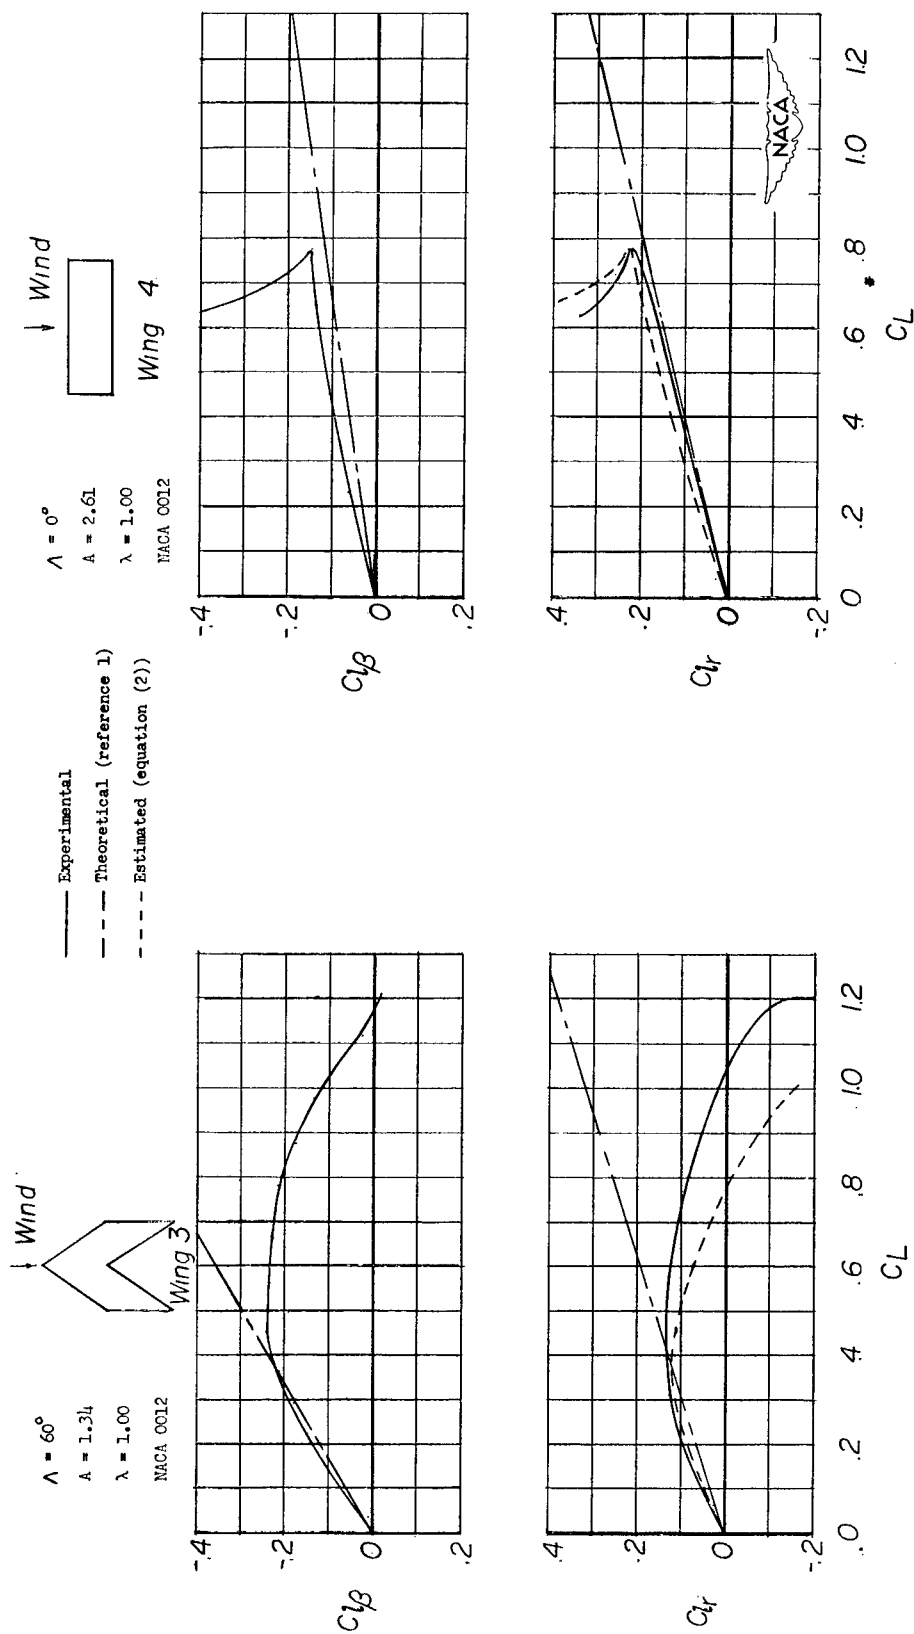 Λ = 60°
A = 1.34
λ = 1.00
NACA 0012
Wind
Wing 3
Experimental
Theoretical (reference 1)
Estimated (equation (2))
Λ = 0°
A = 2.61
λ = 1.00
NACA 0012
Wind
Wing 4
-.4
-.2
0
.2
Clβ
-.4
-.2
0
.2
Clβ
.4
.2
0
-.2
Clr
.0 .2 .4 .6 .8 1.0 1.2
CL
.4
.2
0
-.2
Clr
0 .2 .4 .6 .8 1.0 1.2
CL
NACA